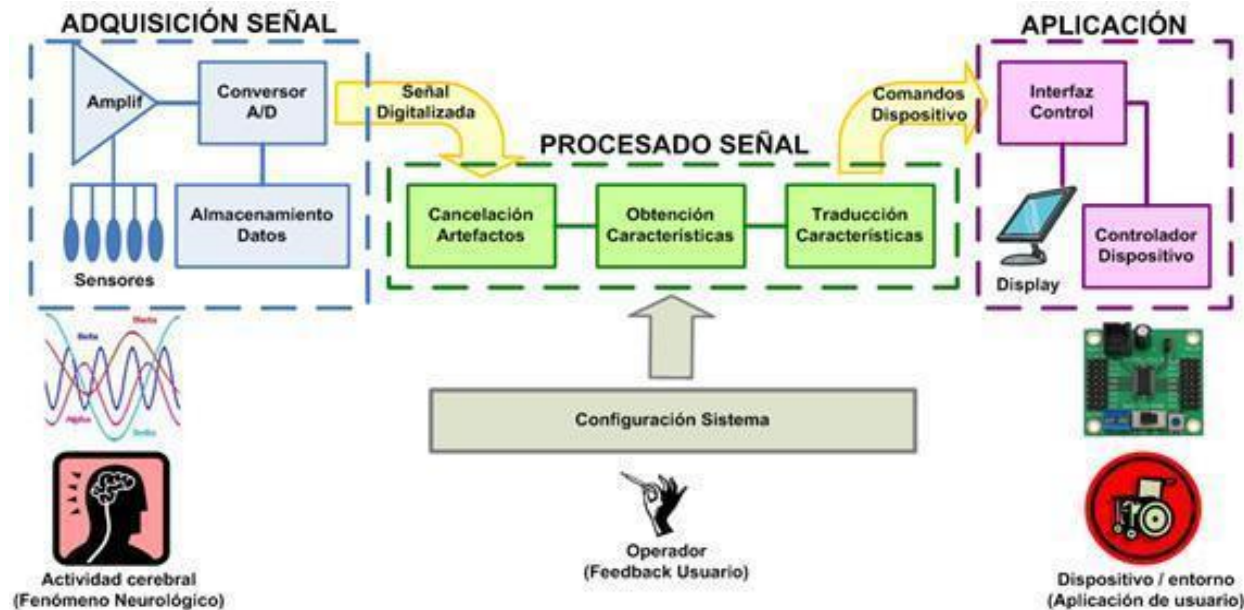 ADQUISICIÓN SEÑAL
Amplif
Conversor
A/D
Almacenamiento
Datos
Sensores
Señal
Digitalizada
PROCESADO SEÑAL
Cancelación
Artefactos
Obtención
Características
Traducción
Características
Comandos
Dispositivo
APLICACIÓN
Interfaz
Control
Display
Controlador
Dispositivo
Configuración Sistema
Operador
(Feedback Usuario)
Alpha
Actividad cerebral
(Fenómeno Neurológico)
Dispositivo / entorno
(Aplicación de usuario)